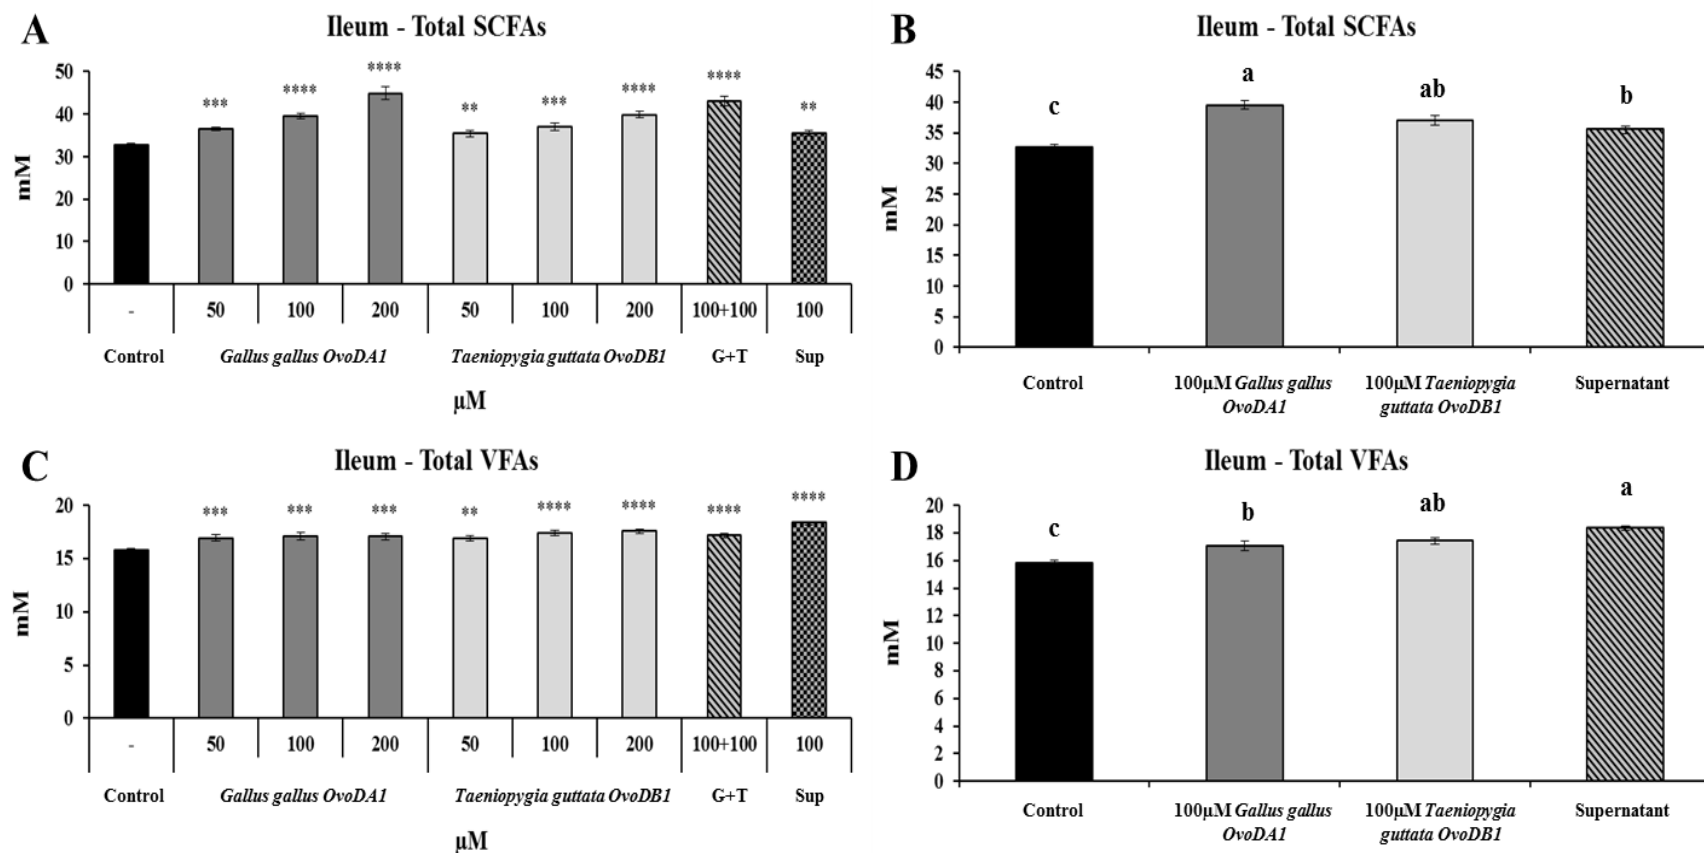 A
Ileum - Total SCFAs
mM
50
40
30
20
10
0
***
****
****
**
***
****
****
**
-
50
100
200
50
100
200
100+100
100
Control
Gallus gallus OvoDA1
Taeniopygia guttata OvoDB1
G+T
Sup
μM
B
Ileum - Total SCFAs
mM
45
40
35
30
25
20
15
10
5
0
c
a
ab
b
Control
100μM Gallus gallus
OvoDA1
100μM Taeniopygia
guttata OvoDB1
Supernatant
C
Ileum - Total VFAs
mM
20
15
10
5
0
***
***
***
**
****
****
****
****
-
50
100
200
50
100
200
100+100
100
Control
Gallus gallus OvoDA1
Taeniopygia guttata OvoDB1
G+T
Sup
μM
D
Ileum - Total VFAs
mM
20
18
16
14
12
10
8
6
4
2
0
c
b
ab
a
Control
100μM Gallus gallus
OvoDA1
100μM Taeniopygia
guttata OvoDB1
Supernatant